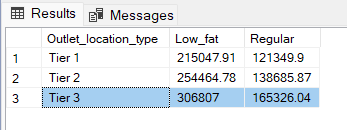 Results Messages
Outlet_location_type Low_fat Regular
1 Tier 1 215047.91 121349.9
2 Tier 2 254464.78 138685.87
3 Tier 3 306807 165326.04